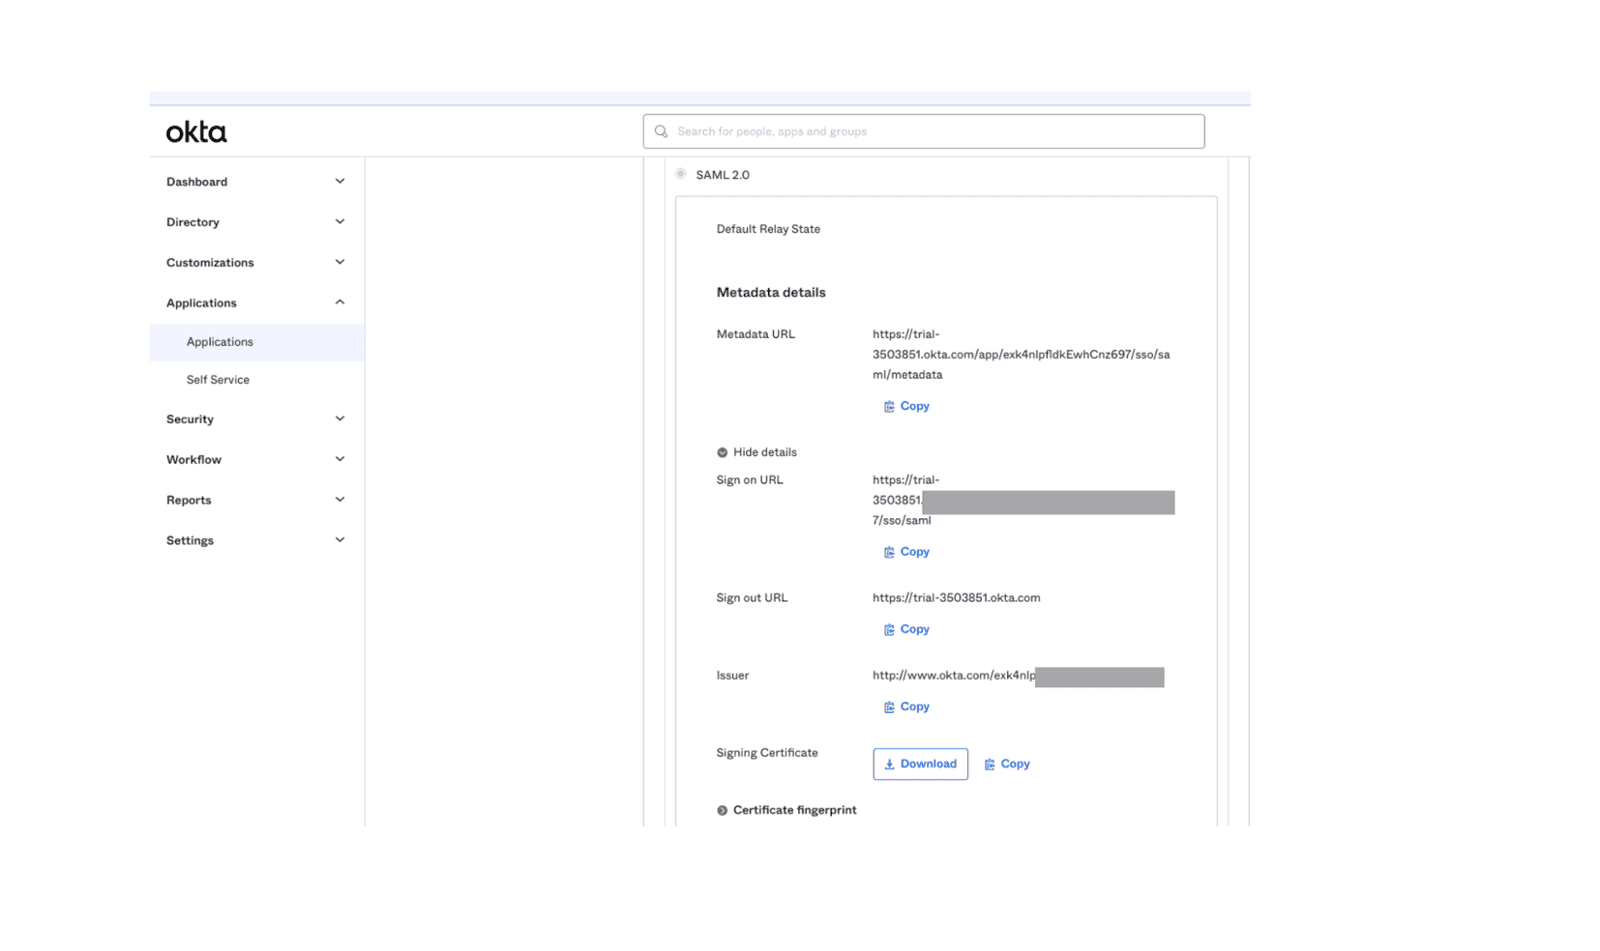 okta
Search for people, apps and groups
Dashboard
Directory
Customizations
Applications
Applications
Self Service
Security
Workflow
Reports
Settings
SAML 2.0
Default Relay State
Metadata details
Metadata URL
https://trial-
3503851.okta.com/app/exk4nlpfldkEwhCnz697/sso/sa
ml/metadata
Copy
Hide details
Sign on URL
https://trial-
3503851.
7/sso/saml
Copy
Sign out URL
https://trial-3503851.okta.com
Copy
Issuer
http://www.okta.com/exk4nlp
Copy
Signing Certificate
Download
Copy
Certificate fingerprint